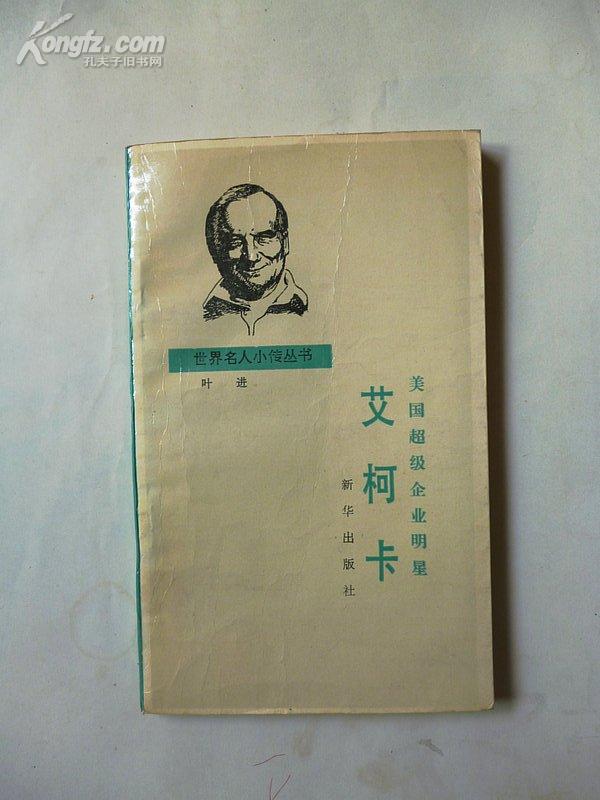 Kongfz.com
孔夫子旧书网
世界名人小传丛书
叶进
美国超级企业明星
艾柯卡
新华出版社